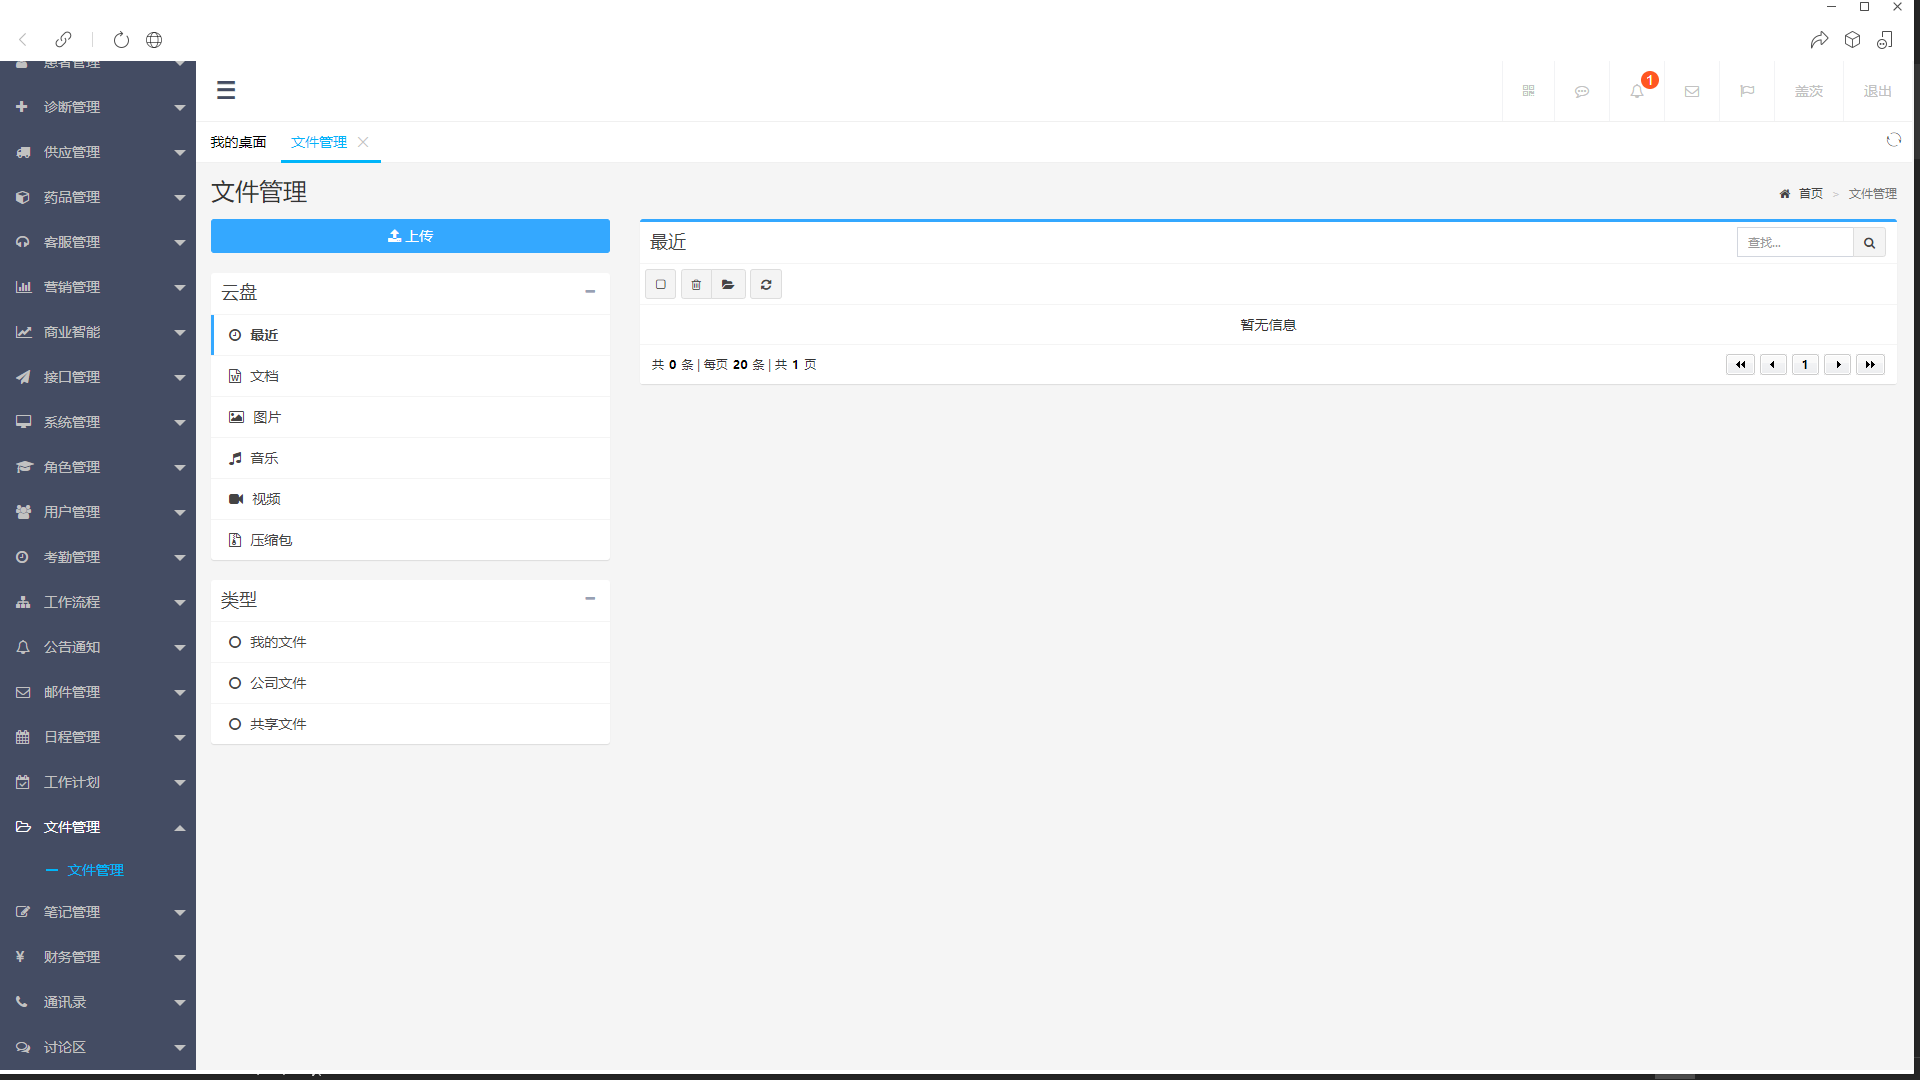 患者管理
诊断管理
供应管理
药品管理
客服管理
营销管理
商业智能
接口管理
系统管理
角色管理
用户管理
考勤管理
工作流程
公告通知
邮件管理
日程管理
工作计划
文件管理
文件管理
笔记管理
财务管理
通讯录
讨论区
1
盖茨
退出
我的桌面
文件管理
文件管理
首页 > 文件管理
上传
云盘
最近
文档
图片
音乐
视频
压缩包
类型
我的文件
公司文件
共享文件
最近
查找...
暂无信息
共 0 条 | 每页 20 条 | 共 1 页
1